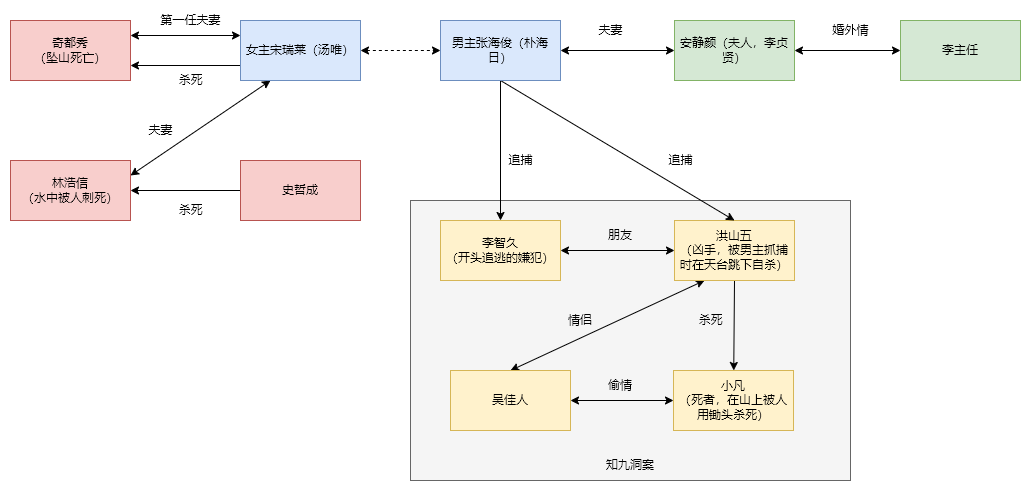 第一任夫妻
夫妻
婚外情
奇都秀
（坠山死亡）
女主宋瑞莱（汤唯）
男主张海俊（朴海
日）
安静颜（夫人，李贞
贤）
李主任
杀死
夫妻
追捕
追捕
林浩信
（水中被人刺死）
史哲成
杀死
李智久
（开头追逃的嫌犯）
朋友
洪山五
（凶手，被男主抓捕
时在天台跳下自杀）
情侣
杀死
吴佳人
偷情
小凡
（死者，在山上被人
用锄头杀死）
知九洞案